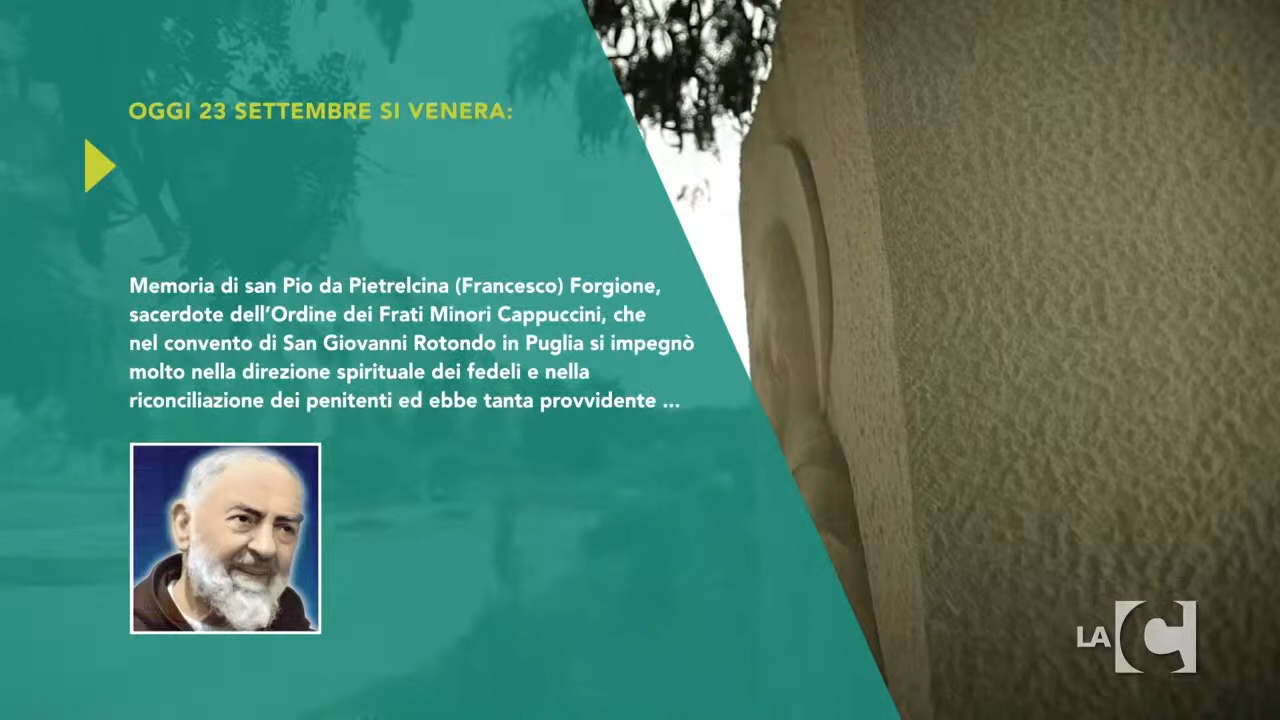 OGGI 23 SETTEMBRE SI VENERA:
Memoria di san Pio da Pietrelcina (Francesco) Forgione,
sacerdote dell’Ordine dei Frati Minori Cappuccini, che
nel convento di San Giovanni Rotondo in Puglia si impegnò
molto nella direzione spirituale dei fedeli e nella
riconciliazione dei penitenti ed ebbe tanta provvidente ...
LA C